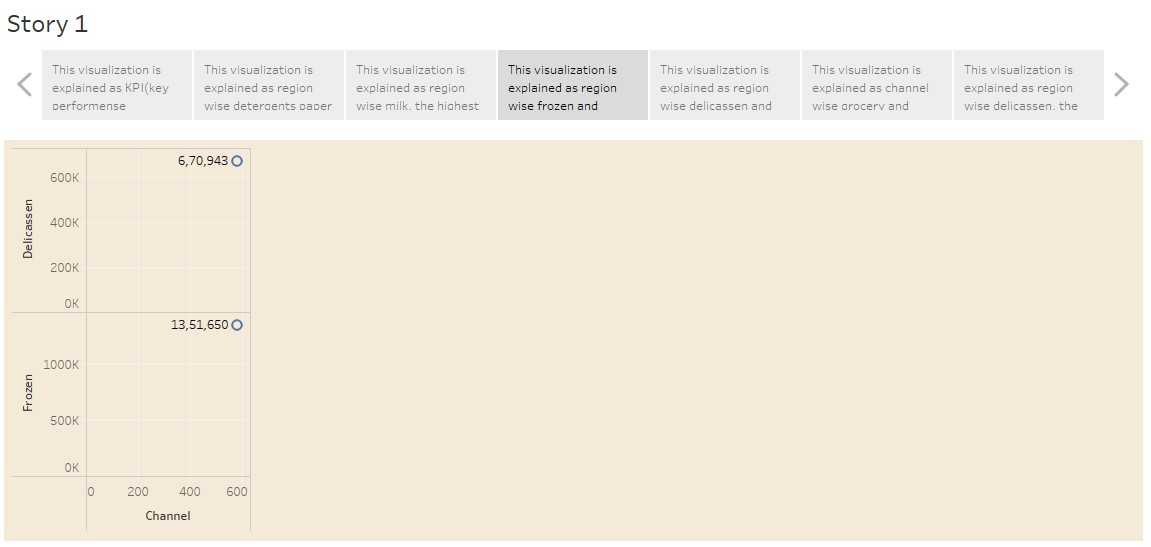 Story 1
This visualization is
explained as KPI(key
performense
This visualization is
explained as region
wise detergents paper
This visualization is
explained as region
wise milk, the highest
This visualization is
explained as region
wise frozen and
This visualization is
explained as region
wise delicassen and
This visualization is
explained as channel
wise grocery and
This visualization is
explained as region
wise delicassen, the
Delicassen
600K
400K
200K
0K
6,70,943
Frozen
1000K
500K
0K
13,51,650
0 200 400 600
Channel